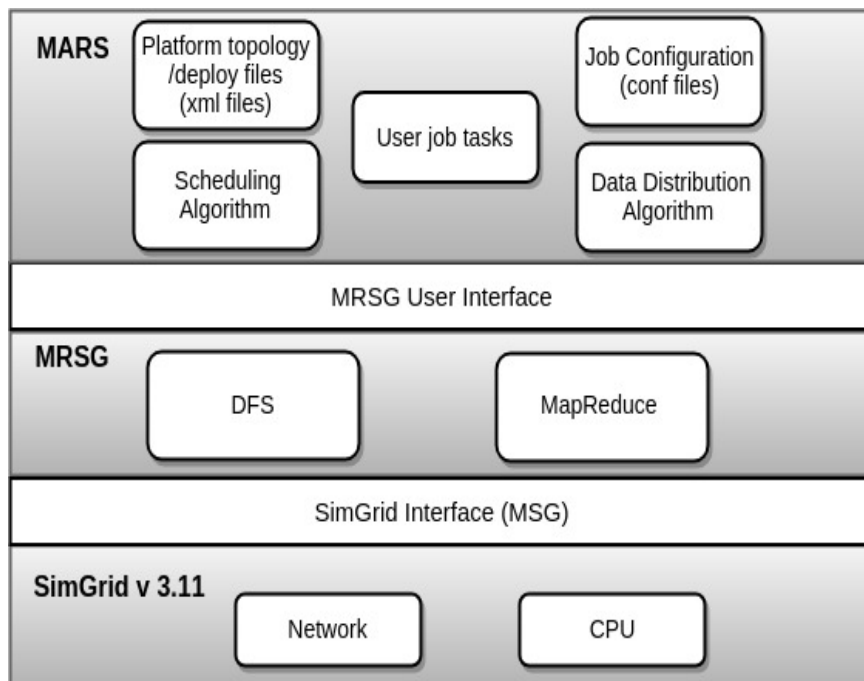 MARS
Platform topology
/deploy files
(xml files)
Job Configuration
(conf files)
User job tasks
Scheduling
Algorithm
Data Distribution
Algorithm
MRSG User Interface
MRSG
DFS
MapReduce
SimGrid Interface (MSG)
SimGrid v 3.11
Network
CPU